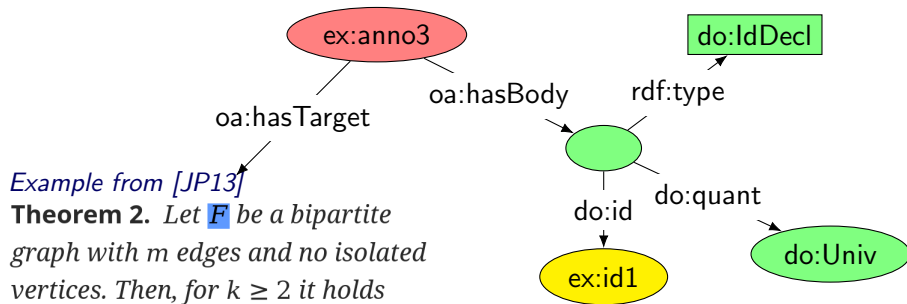 ex:anno3
do:IdDecl
oa:hasBody
rdf:type
oa:hasTarget
Example from [JP13]
do:quant
Theorem 2. Let F be a bipartite
do:id
graph with m edges and no isolated
do:Univ
vertices. Then, for k ≥ 2 it holds
ex:id1